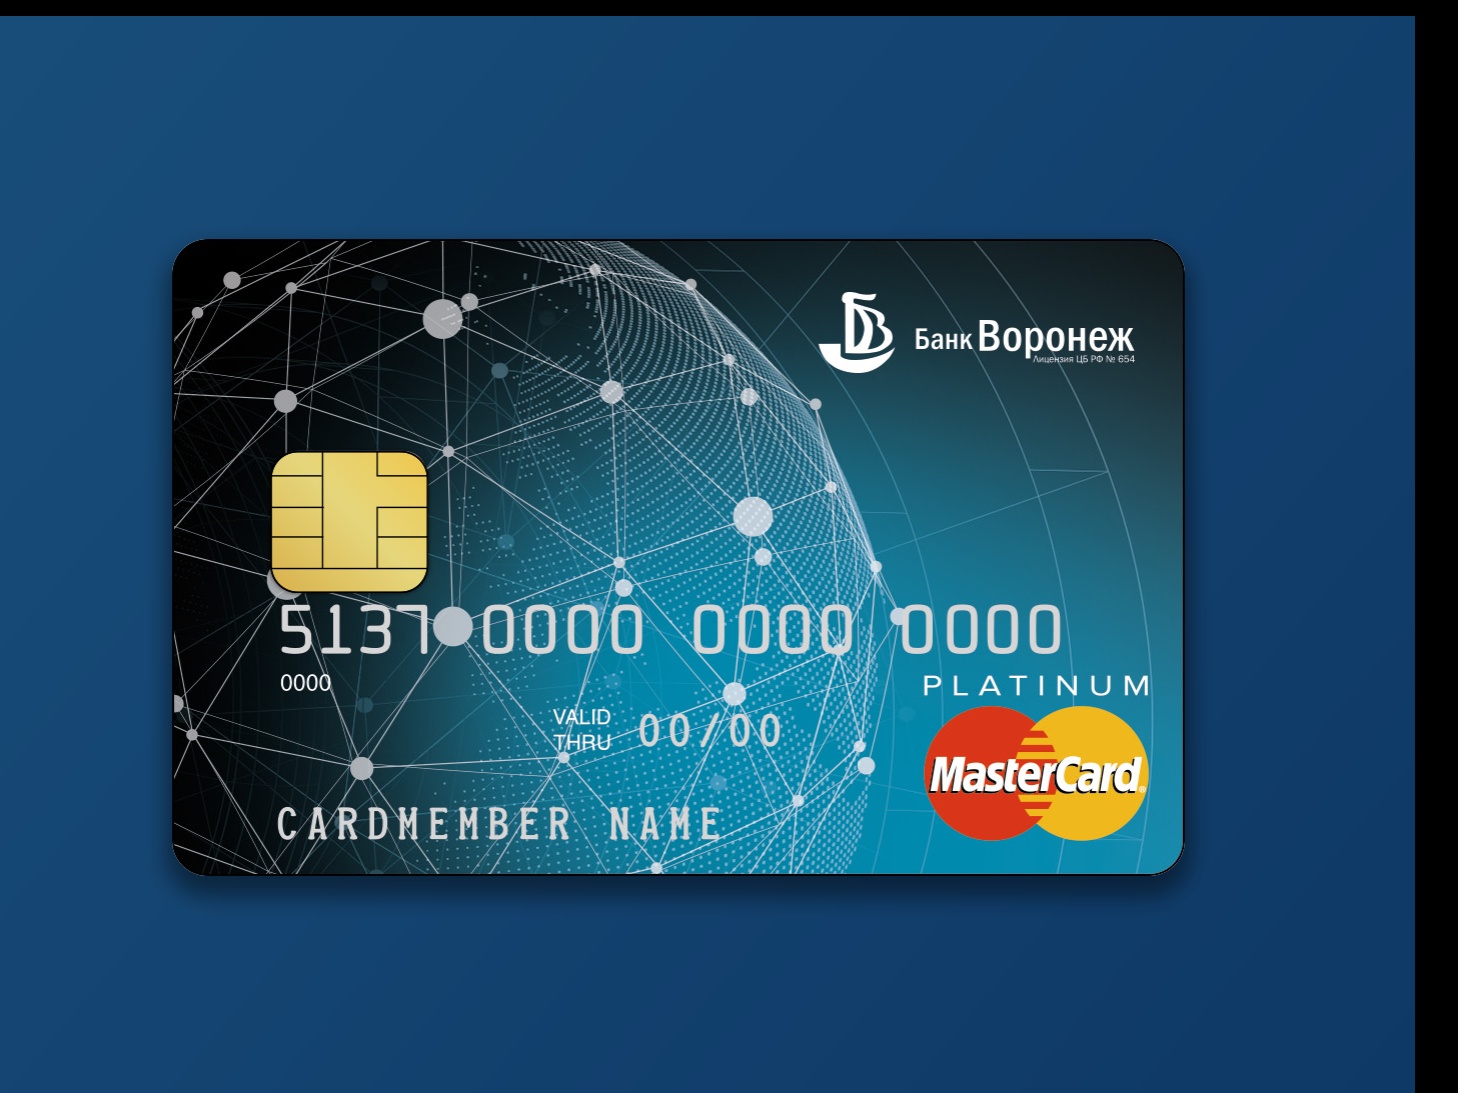 Банк Воронеж
Лицензия ЦБ РФ № 654
5137 0000 0000 0000
0000
PLATINUM
VALID
THRU 00/00
MasterCard®
CARDMEMBER NAME